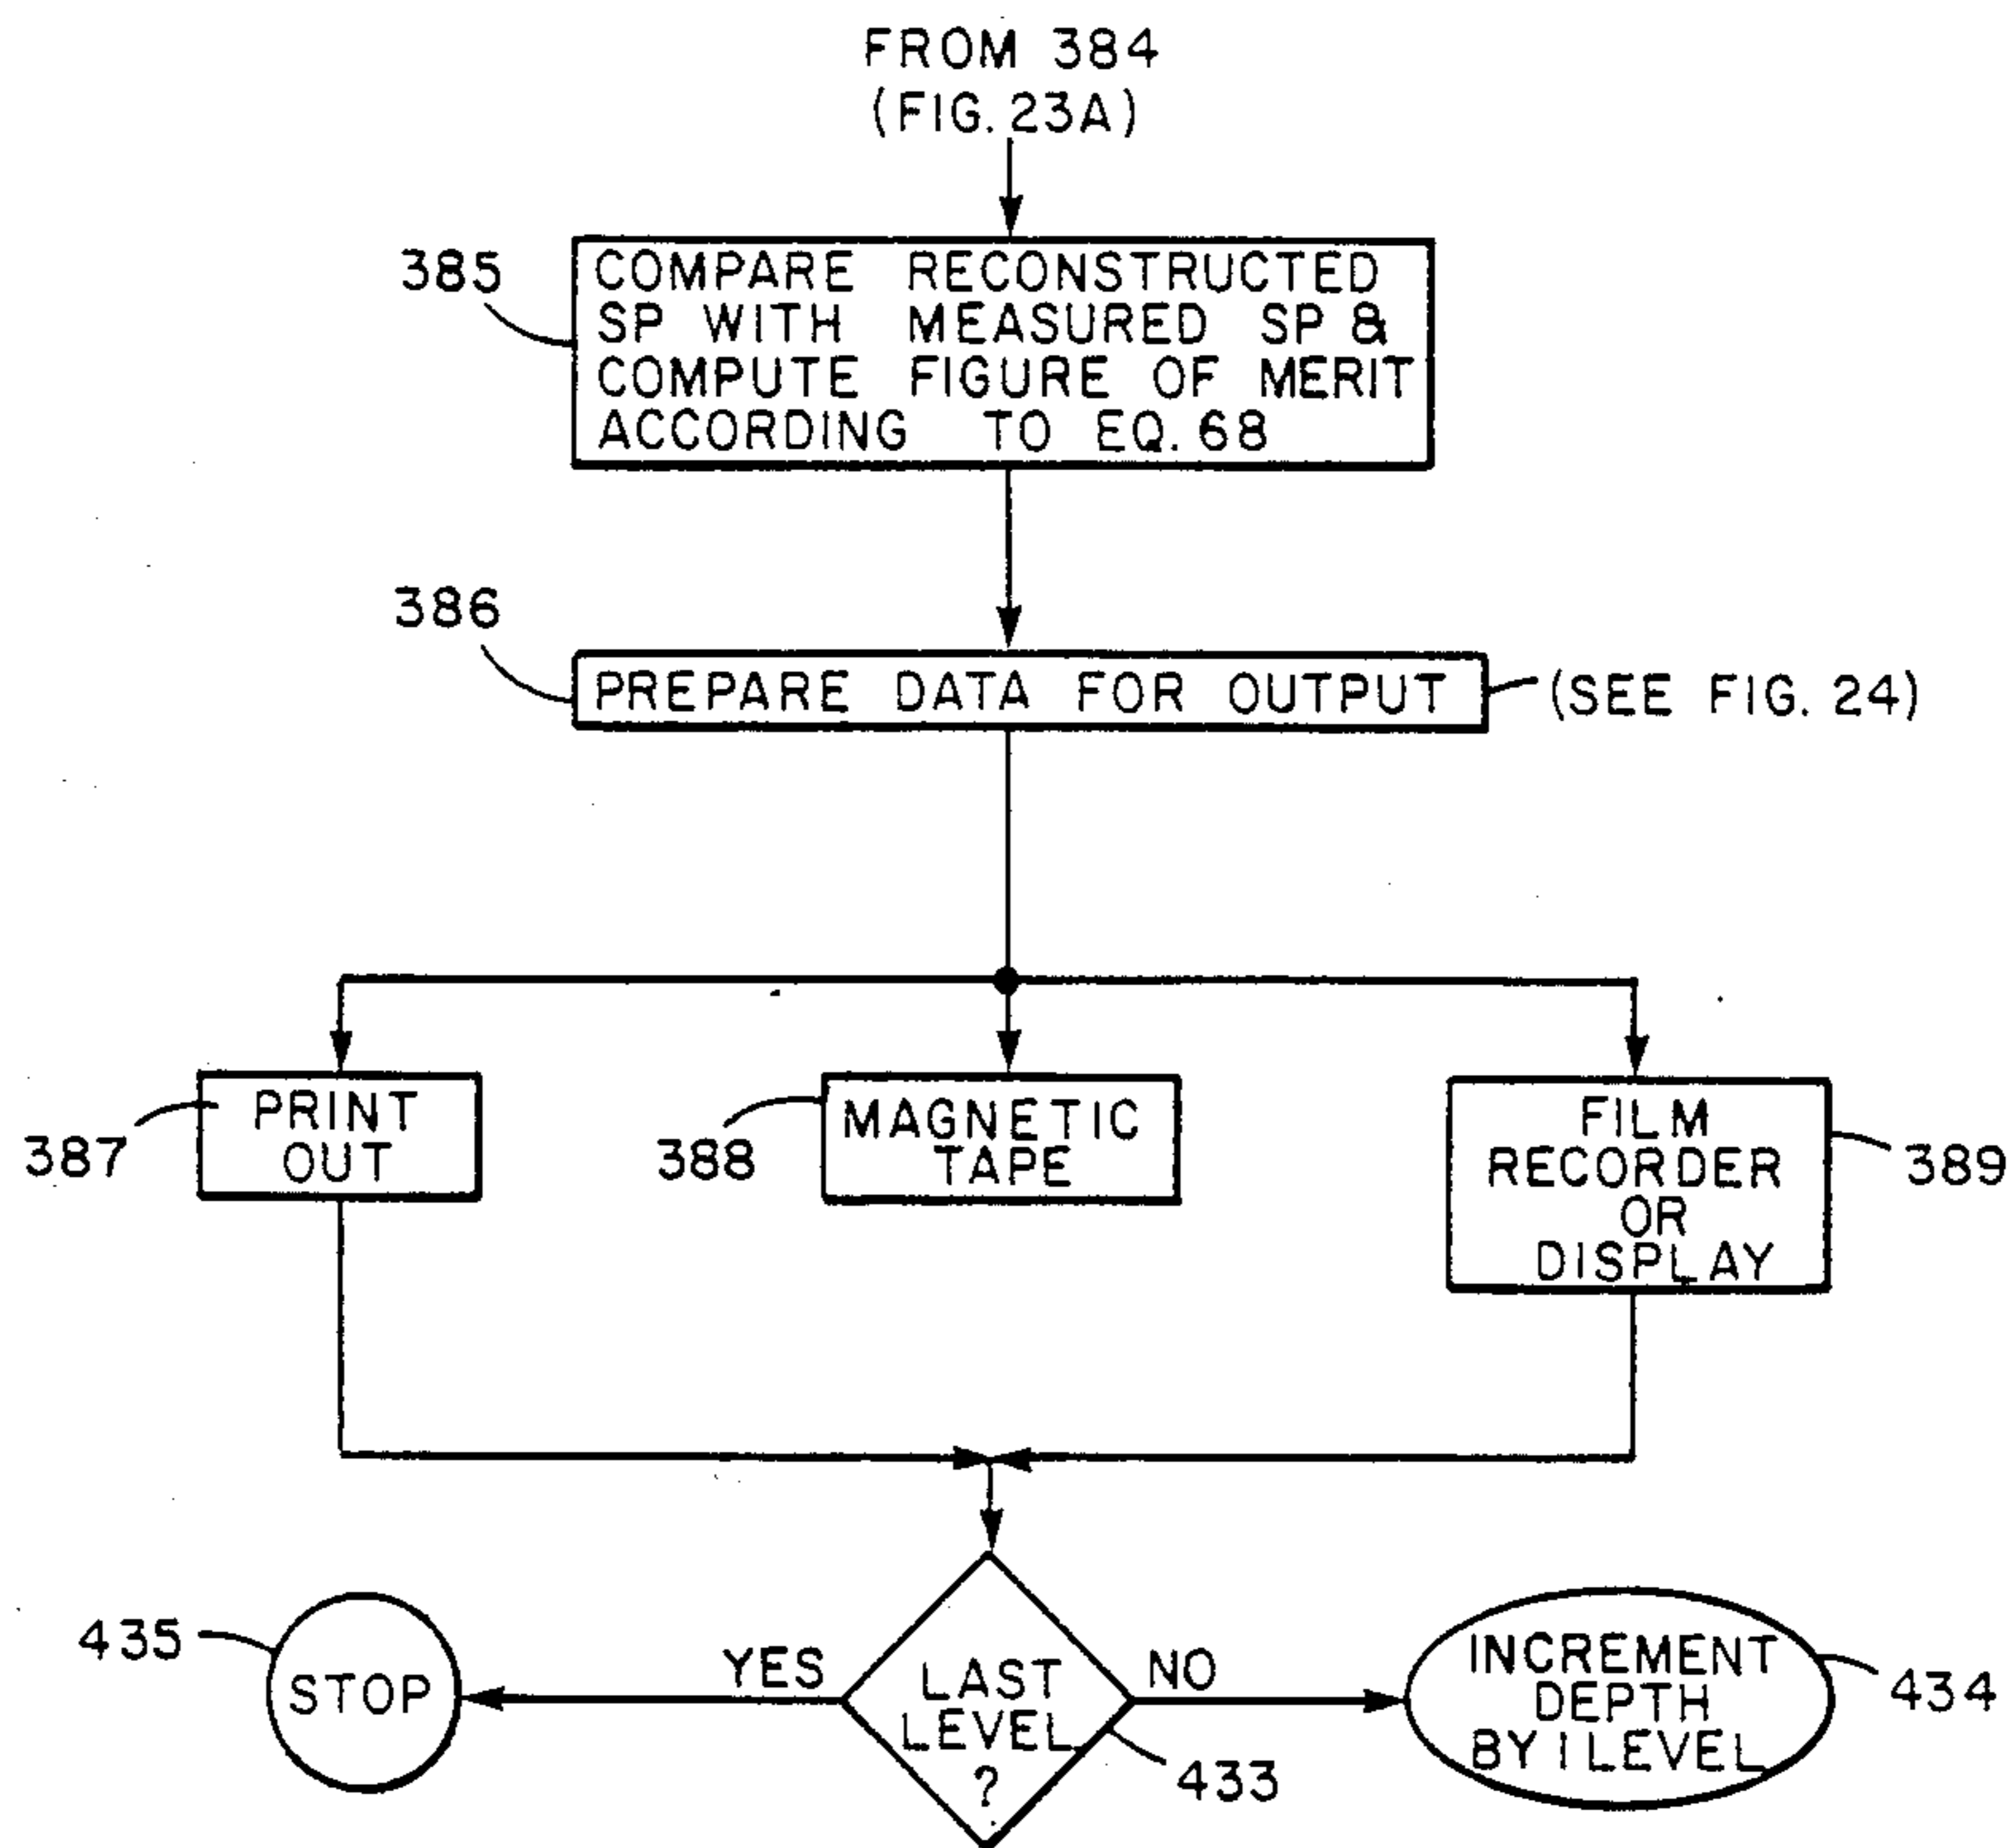 FROM 384
(FIG. 23A)
385
COMPARE RECONSTRUCTED
SP WITH MEASURED SP &
COMPUTE FIGURE OF MERIT
ACCORDING TO EQ. 68
386
PREPARE DATA FOR OUTPUT
(SEE FIG. 24)
387
PRINT
OUT
388
MAGNETIC
TAPE
FILM
RECORDER
OR
DISPLAY
389
435
STOP
YES
LAST
LEVEL
?
433
NO
INCREMENT
DEPTH
BY 1 LEVEL
434